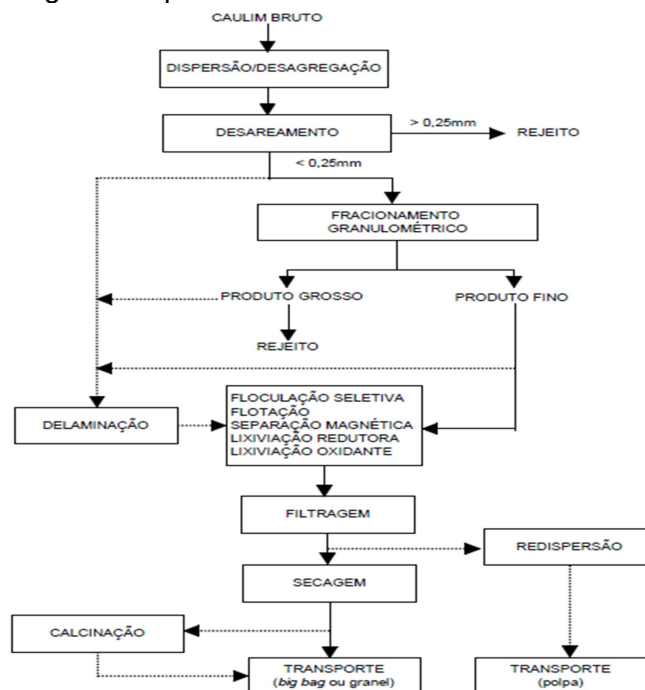 CAULIM BRUTO
DISPERSÃO/DESAGREGAÇÃO
DESAREAMENTO
> 0,25mm
REJEITO
< 0,25mm
FRACIONAMENTO
GRANULOMÉTRICO
PRODUTO GROSSO
PRODUTO FINO
REJEITO
DELAMINAÇÃO
FLOCULAÇÃO SELETIVA
FLOTAÇÃO
SEPARAÇÃO MAGNÉTICA
LIXIVIAÇÃO REDUTORA
LIXIVIAÇÃO OXIDANTE
FILTRAGEM
REDISPERSÃO
SECAGEM
CALCINAÇÃO
TRANSPORTE
(big bag ou granel)
TRANSPORTE
(polpa)